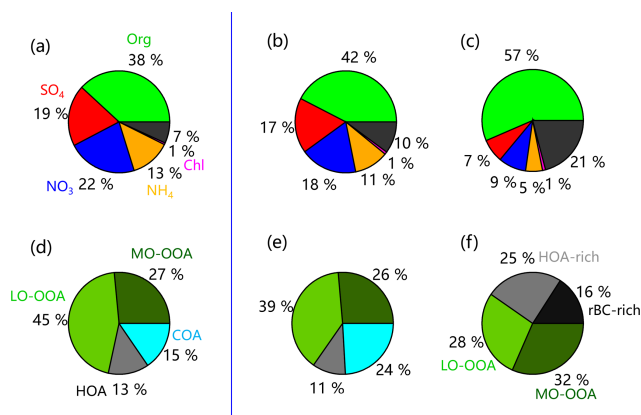 (a)
Org
38 %
SO₄
19 %
NO₃
22 %
13 %
NH₄
1 %
Chl
7 %
(b)
42 %
17 %
18 %
11 %
1 %
10 %
(c)
57 %
7 %
9 %
5 %
1 %
21 %
(d)
MO-OOA
27 %
LO-OOA
45 %
COA
15 %
HOA
13 %
(e)
26 %
39 %
11 %
24 %
(f)
25 % HOA-rich
16 %
rBC-rich
28 %
LO-OOA
32 %
MO-OOA